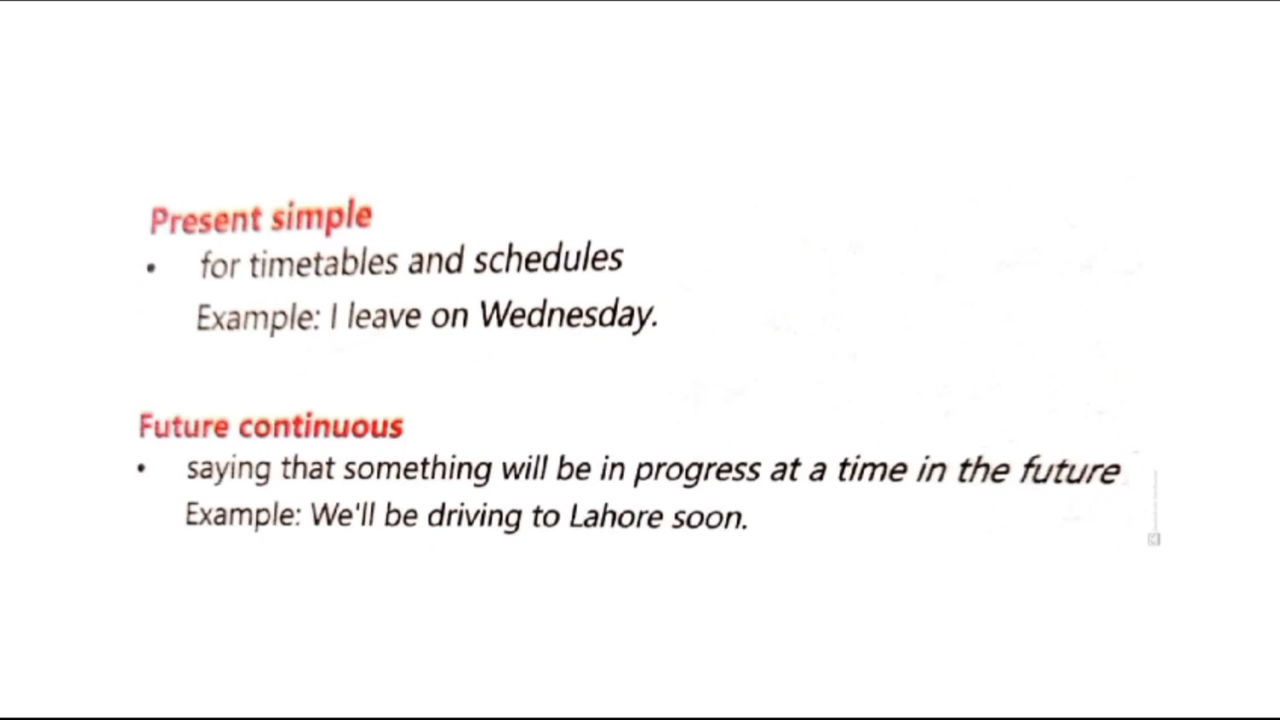 Present simple
• for timetables and schedules
Example: I leave on Wednesday.
Future continuous
• saying that something will be in progress at a time in the future
Example: We'll be driving to Lahore soon.